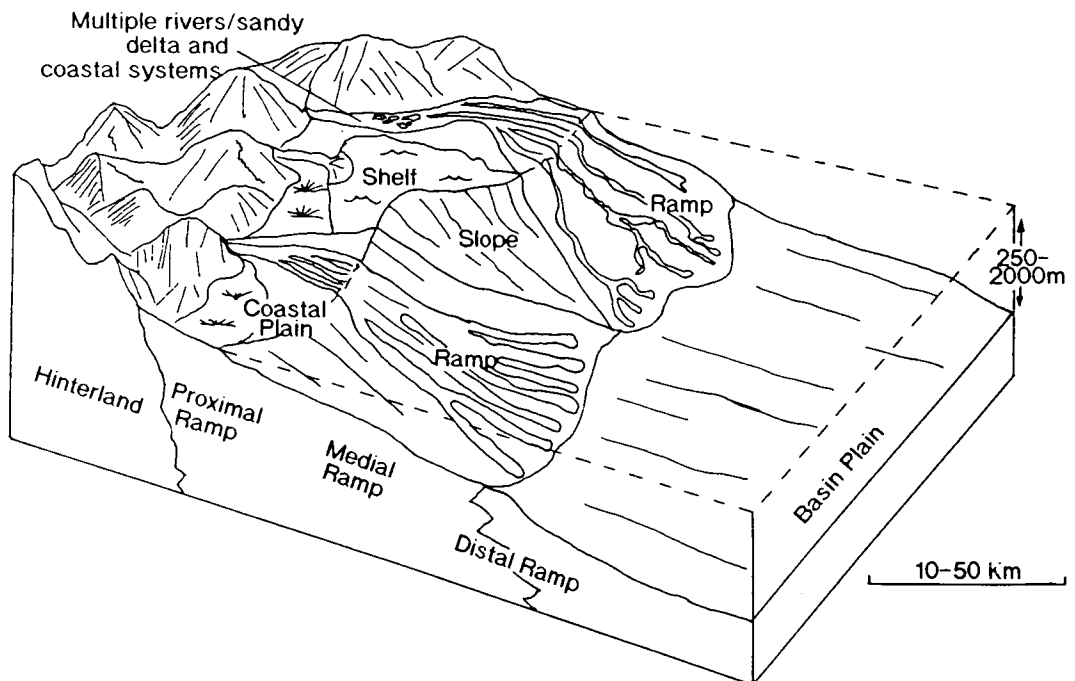 Multiple rivers/sandy
delta and
coastal systems
Shelf
Ramp
Slope
250-
2000m
Coastal
Plain
Ramp
Hinterland
Proximal
Ramp
Medial
Ramp
Distal Ramp
Basin Plain
10-50 Km